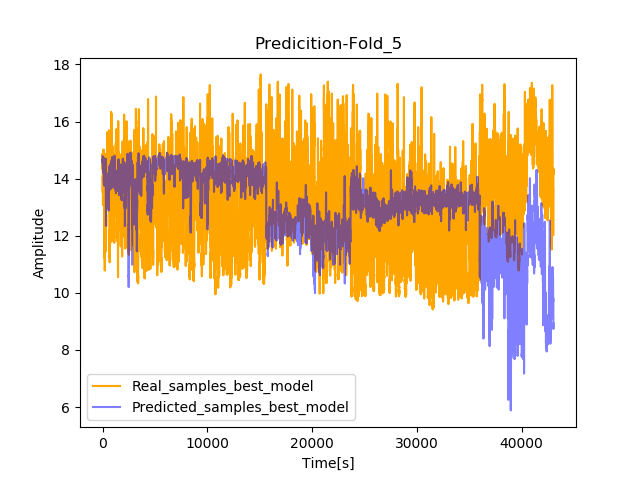 Predicition-Fold_5
18
16
14
12
10
8
6
Amplitude
Real_samples_best_model
Predicted_samples_best_model
0 10000 20000 30000 40000
Time[s]